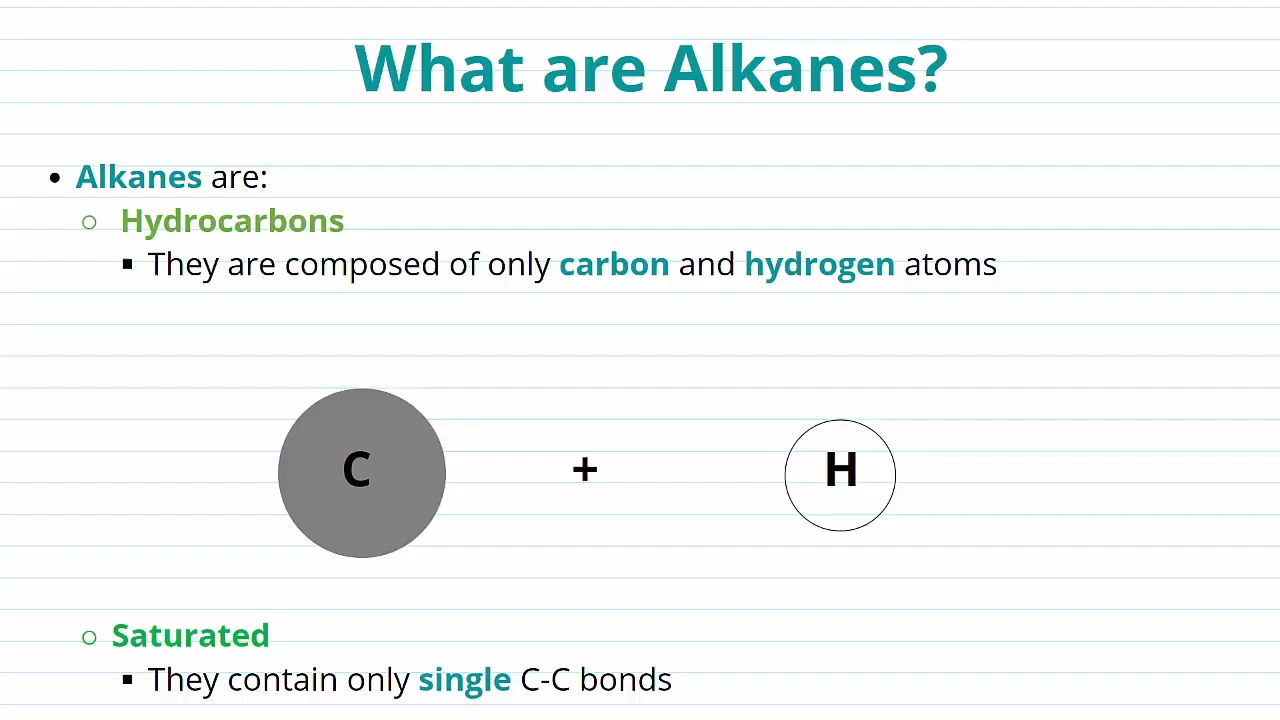 What are Alkanes?
• Alkanes are:
○ Hydrocarbons
▪ They are composed of only carbon and hydrogen atoms
C + H
○ Saturated
▪ They contain only single C-C bonds